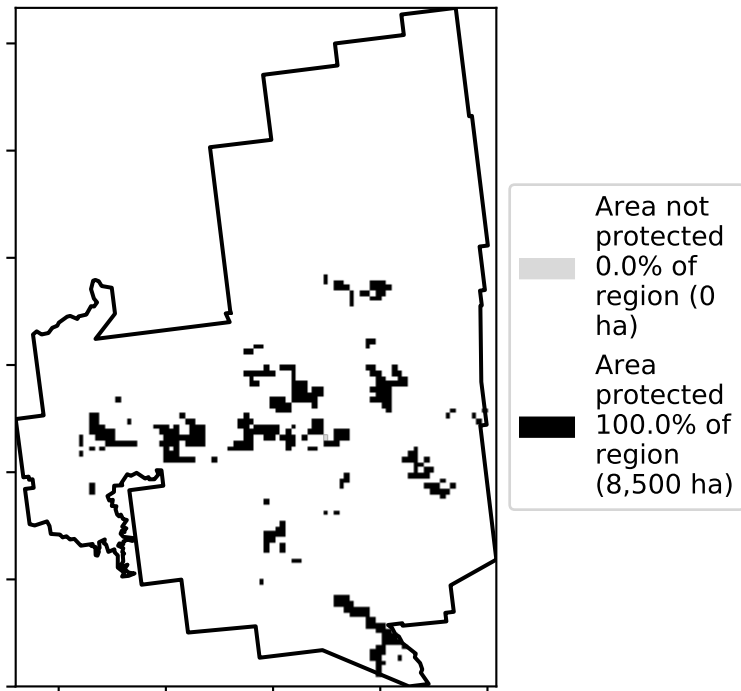 Area not
protected
0.0% of
region (0
ha)
Area
protected
100.0% of
region
(8,500 ha)